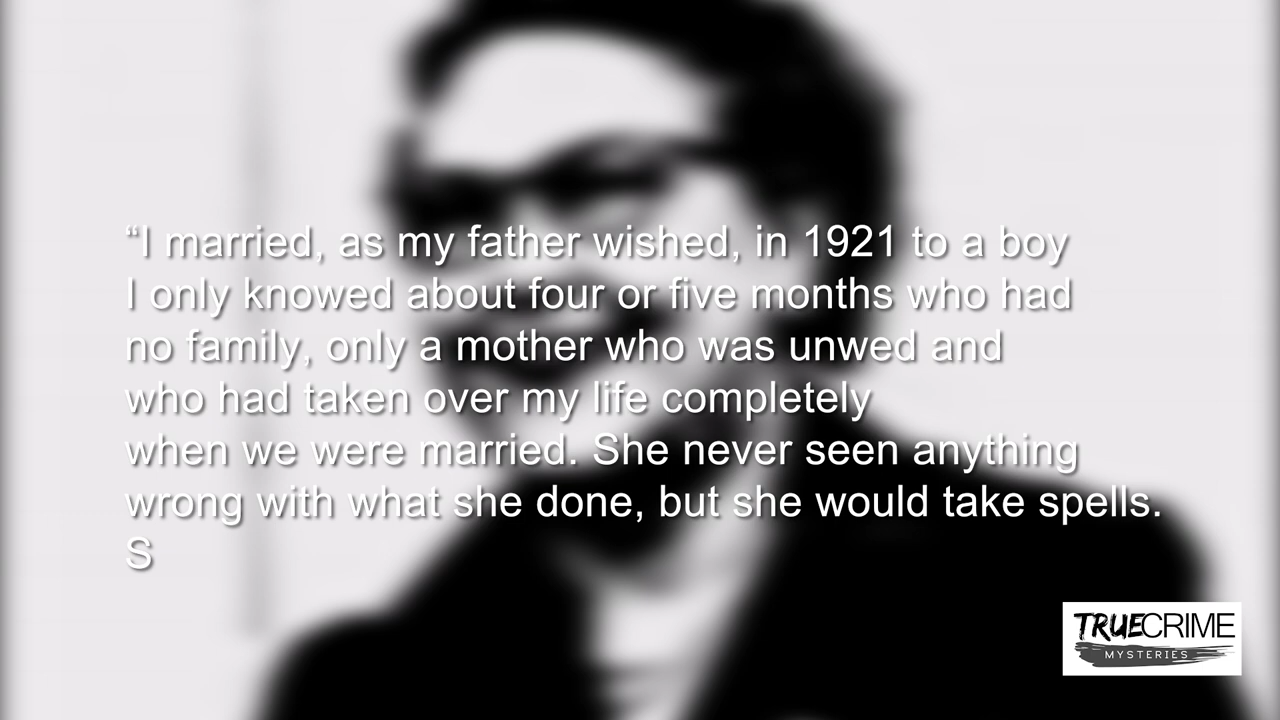 “I married, as my father wished, in 1921 to a boy
I only knowed about four or five months who had
no family, only a mother who was unwed and
who had taken over my life completely
when we were married. She never seen anything
wrong with what she done, but she would take spells.
S
TRUECRIME
MYSTERIES